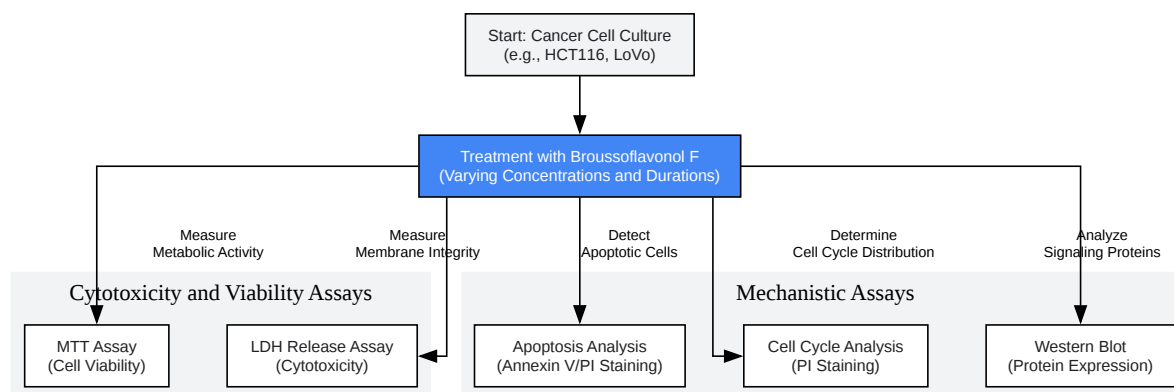 Start: Cancer Cell Culture
(e.g., HCT116, LoVo)
Treatment with Broussoflavonol F
(Varying Concentrations and Durations)
Measure
Metabolic Activity
Measure
Membrane Integrity
Detect
Apoptotic Cells
Determine
Cell Cycle Distribution
Analyze
Signaling Proteins
Cytotoxicity and Viability Assays
Mechanistic Assays
MTT Assay
(Cell Viability)
LDH Release Assay
(Cytotoxicity)
Apoptosis Analysis
(Annexin V/PI Staining)
Cell Cycle Analysis
(PI Staining)
Western Blot
(Protein Expression)